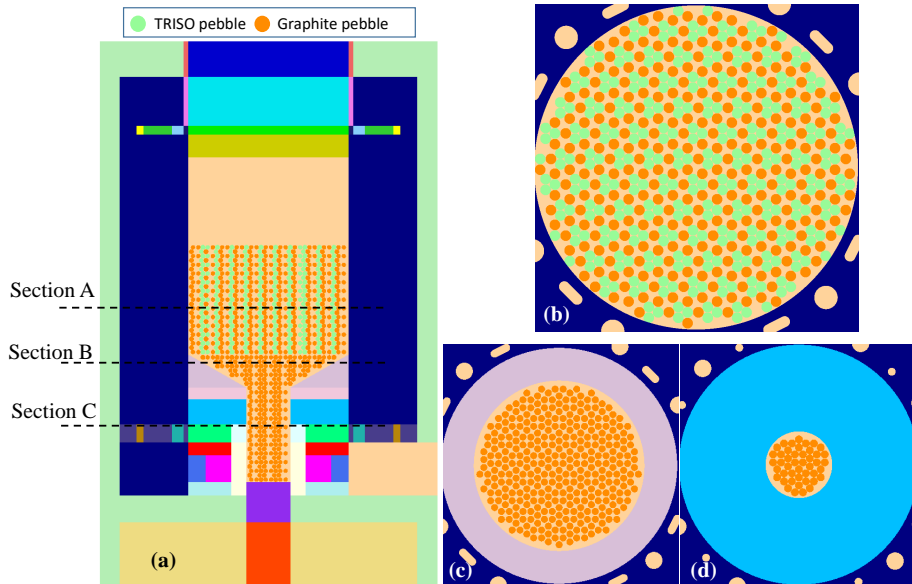 TRISO pebble Graphite pebble
Section A
Section B
Section C
(a)
(b)
(c)
(d)